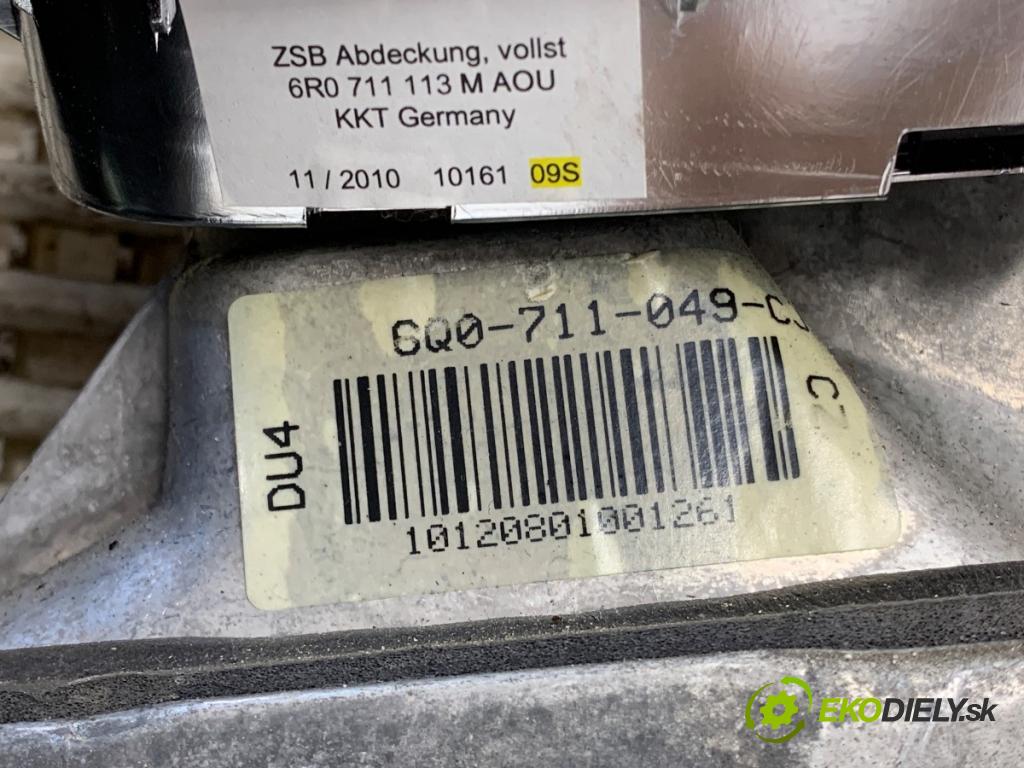 ZSB Abdeckung, vollst
6R0 711 113 M AOU
KKT Germany
11 / 2010 10161 09S
6Q0-711-049-C
DU4
10120801001261
EKODIELY.sk